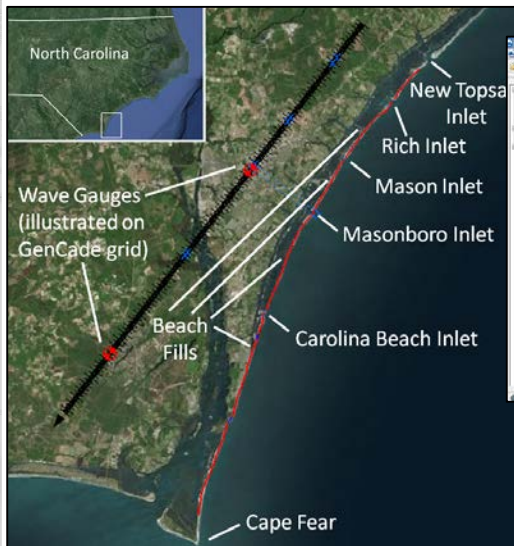 North Carolina
New Topsa
Inlet
Rich Inlet
Mason Inlet
Masonboro Inlet
Wave Gauges
(illustrated on
GenCade grid)
Beach
Fills
Carolina Beach Inlet
Cape Fear